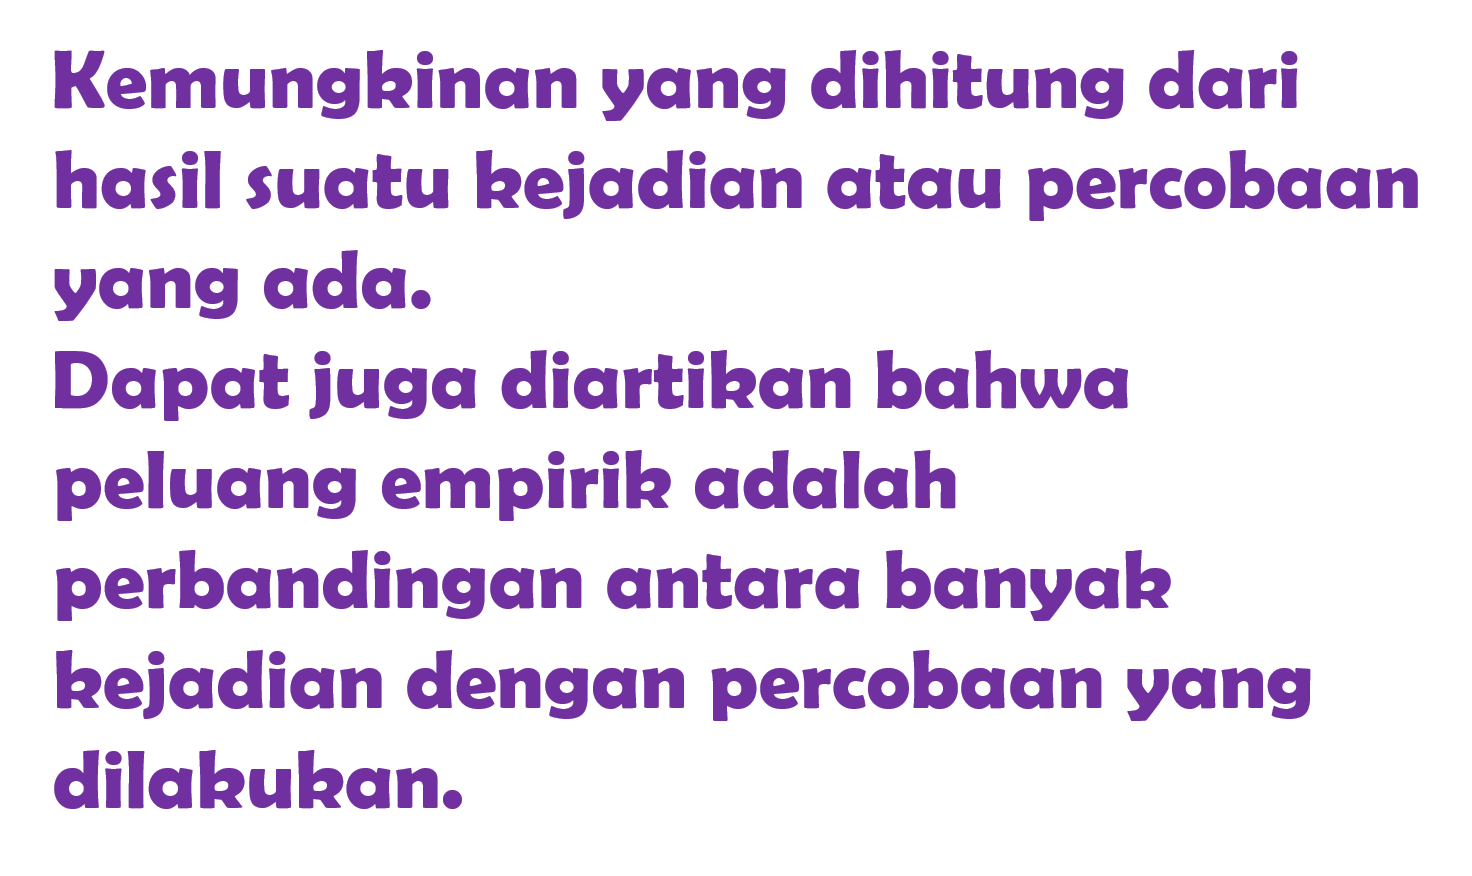 Kemungkinan yang dihitung dari
hasil suatu kejadian atau percobaan
yang ada.
Dapat juga diartikan bahwa
peluang empirik adalah
perbandingan antara banyak
kejadian dengan percobaan yang
dilakukan.